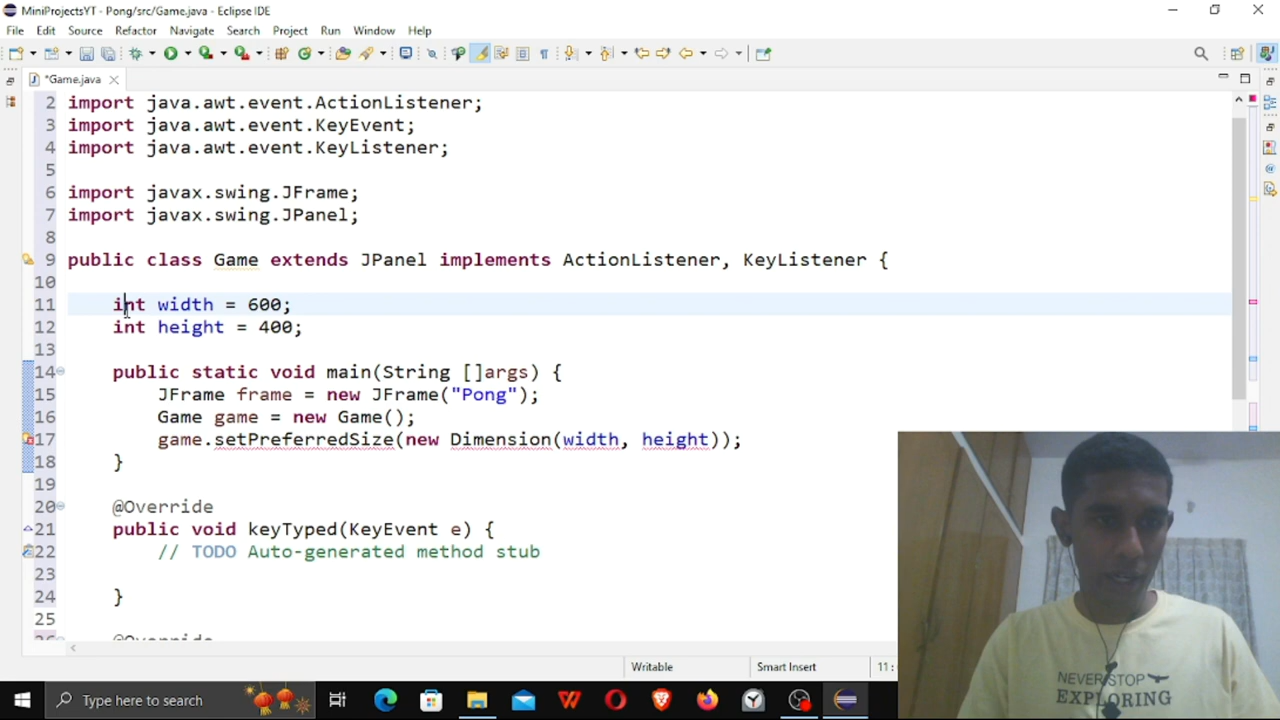 MiniProjectsYT - Pong/src/Game.java - Eclipse IDE
File Edit Source Refactor Navigate Search Project Run Window Help
*Game.java
2 import java.awt.event.ActionListener;
3 import java.awt.event.KeyEvent;
4 import java.awt.event.KeyListener;
5
6 import javax.swing.JFrame;
7 import javax.swing.JPanel;
8
9 public class Game extends JPanel implements ActionListener, KeyListener {
10
11 int width = 600;
12 int height = 400;
13
14 public static void main(String []args) {
15 JFrame frame = new JFrame("Pong");
16 Game game = new Game();
17 game.setPreferredSize(new Dimension(width, height));
18 }
19
20 @Override
21 public void keyTyped(KeyEvent e) {
22 // TODO Auto-generated method stub
23
24 }
25
26 @Override
Writable Smart Insert 11:
Type here to search
NEVER STOP
EXPLORING